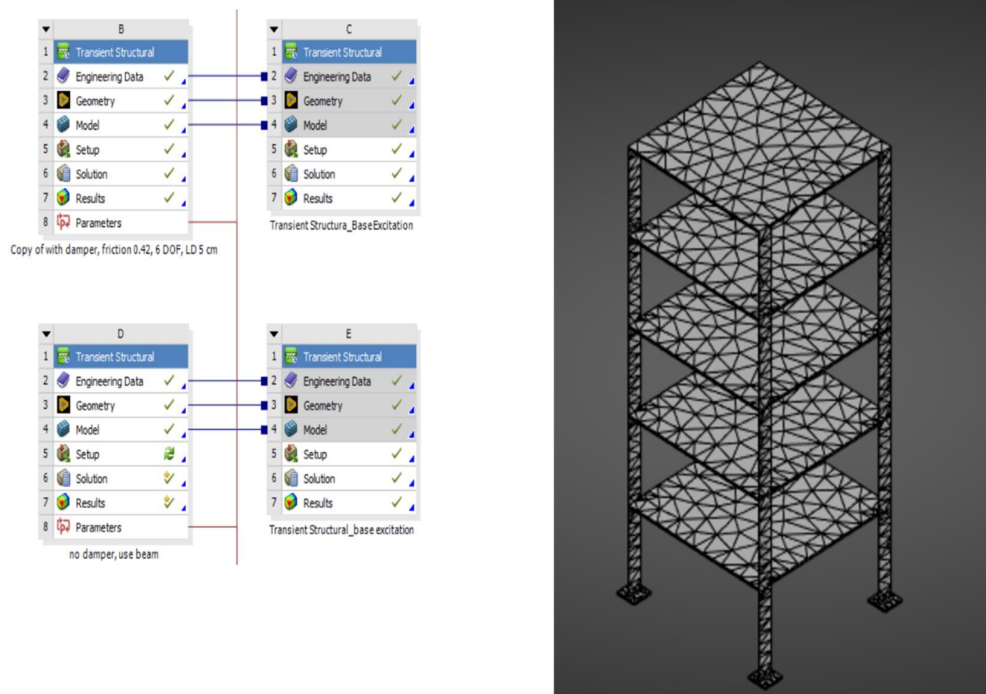 B
1 Transient Structural
2 Engineering Data
3 Geometry
4 Model
5 Setup
6 Solution
7 Results
8 Parameters
Copy of with damper, friction 0.42, 6 DOF, LD 5 cm
C
1 Transient Structural
2 Engineering Data
3 Geometry
4 Model
5 Setup
6 Solution
7 Results
Transient Structura_BaseExcitation
D
1 Transient Structural
2 Engineering Data
3 Geometry
4 Model
5 Setup
6 Solution
7 Results
8 Parameters
no damper, use beam
E
1 Transient Structural
2 Engineering Data
3 Geometry
4 Model
5 Setup
6 Solution
7 Results
Transient Structural_base excitation